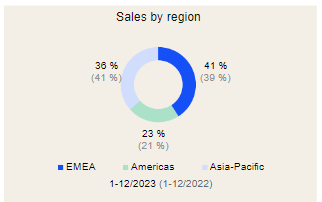 Sales by region
36 % 41 %
(41 %) (39 %)
23 %
(21 %)
EMEA Americas Asia-Pacific
1-12/2023 (1-12/2022)